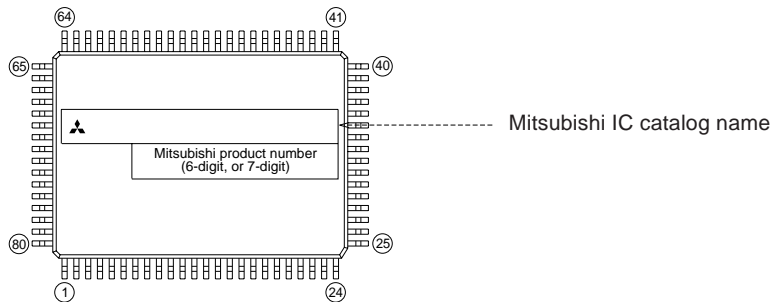 64
41
65
40
Mitsubishi IC catalog name
Mitsubishi product number
(6-digit, or 7-digit)
80
25
1
24